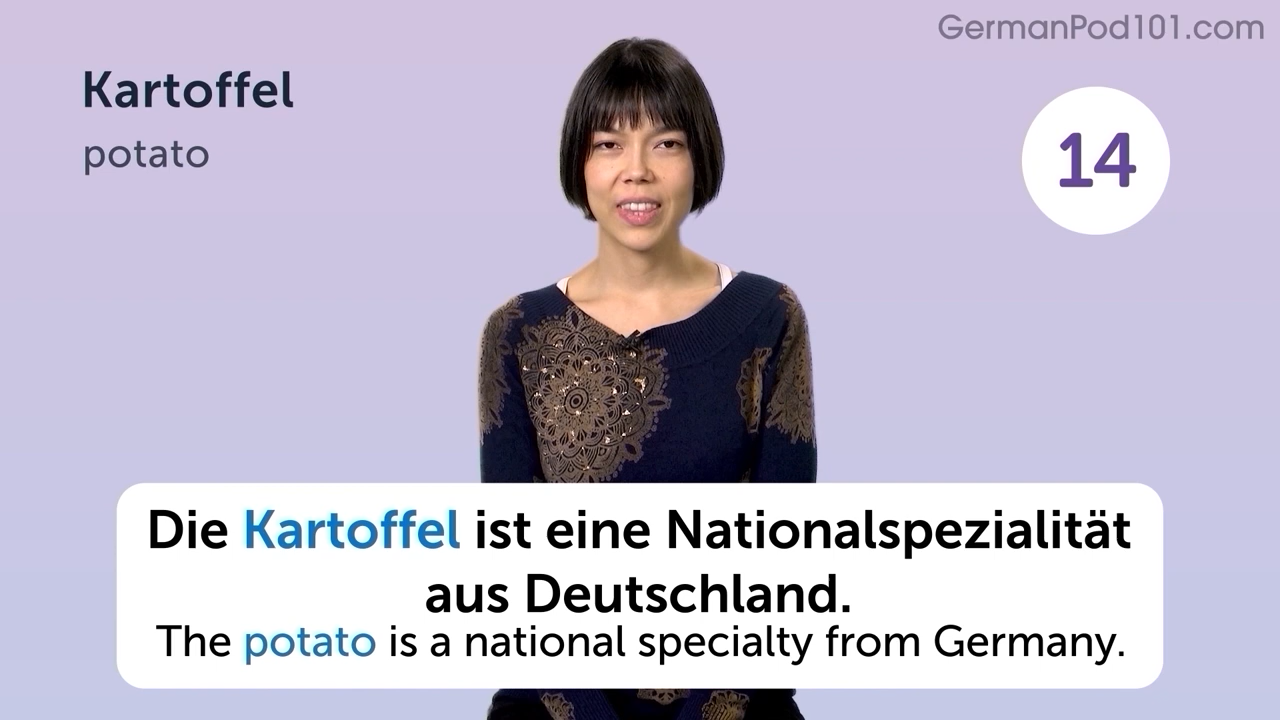 GermanPod101.com
Kartoffel
potato
14
Die Kartoffel ist eine Nationalspezialität
aus Deutschland.
The potato is a national specialty from Germany.